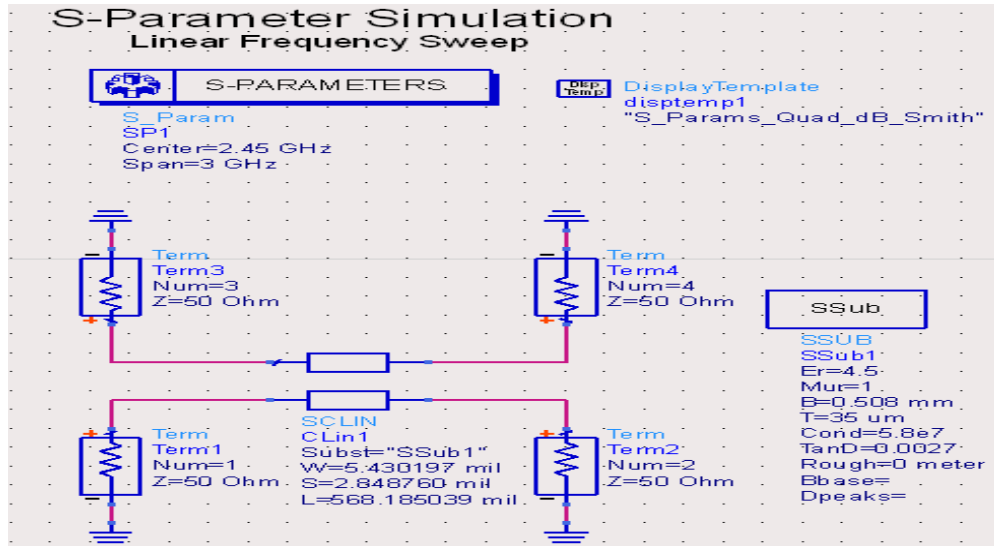 S-Parameter Simulation
Linear Frequency Sweep
S-PARAMETERS
S_Param
SP1
Center=2.45 GHz
Span=3 GHz
Disp
Temp
DisplayTemplate
disptemp1
"S_Params_Quad_dB_Smith"
Term
Term3
Num=3
Z=50 Ohm
Term
Term4
Num=4
Z=50 Ohm
SSub
SSUB
SSub1
Er=4.5
Mur=1
B=0.508 mm
T=35 um
Cond=5.8e7
TanD=0.0027
Rough=0 meter
Bbase=
Dpeaks=
Term
Term1
Num=1
Z=50 Ohm
SCLIN
CLin1
Subst="SSub1"
W=5.430197 mil
S=2.848760 mil
L=568.185039 mil
Term
Term2
Num=2
Z=50 Ohm